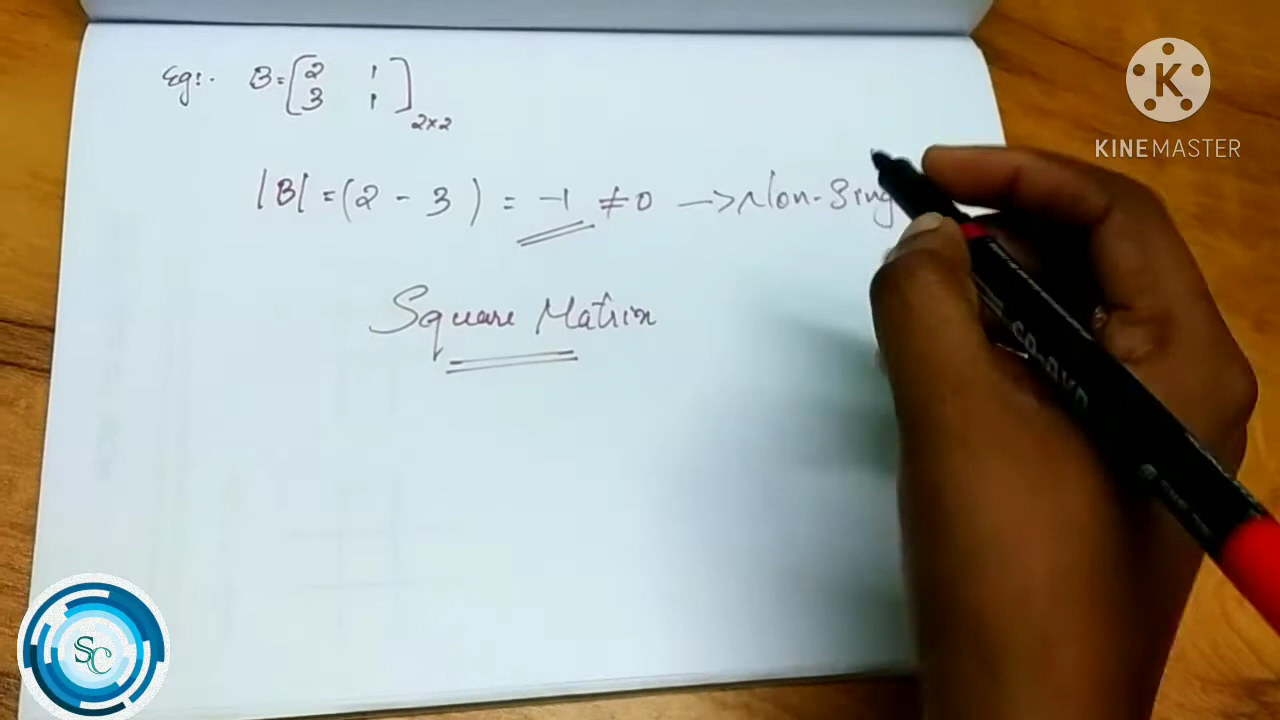 Eg:- B=[2 1
3 1]2×2
|B| = (2 - 3) = -1 ≠ 0 → Non-Sing
Square Matrix
K
KINEMASTER
SC